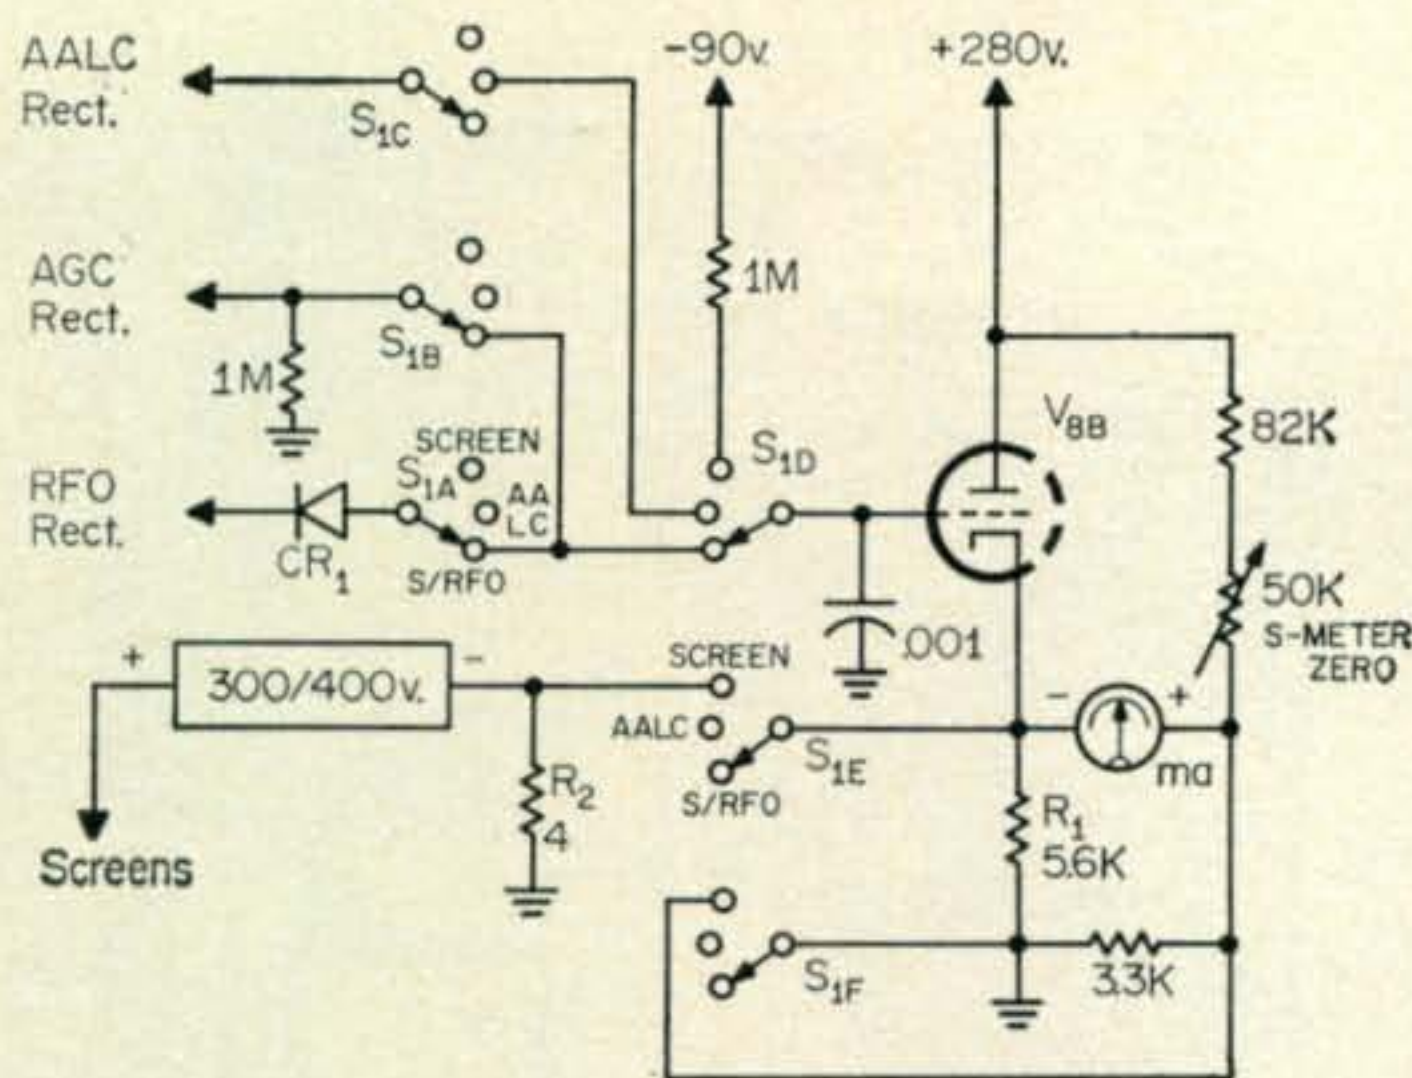 AALC
Rect.
S1C
-90v.
+280v.
AGC
Rect.
S1B
1M
1M
V8B
82K
SCREEN
S1A
AA
LC
S1D
RFO
Rect.
CR1
S/RFO
.001
50K
S-METER
ZERO
+
300/400v.
-
SCREEN
AALC
S1E
S/RFO
-
+
ma
R2
4
R1
5.6K
Screens
S1F
3.3K